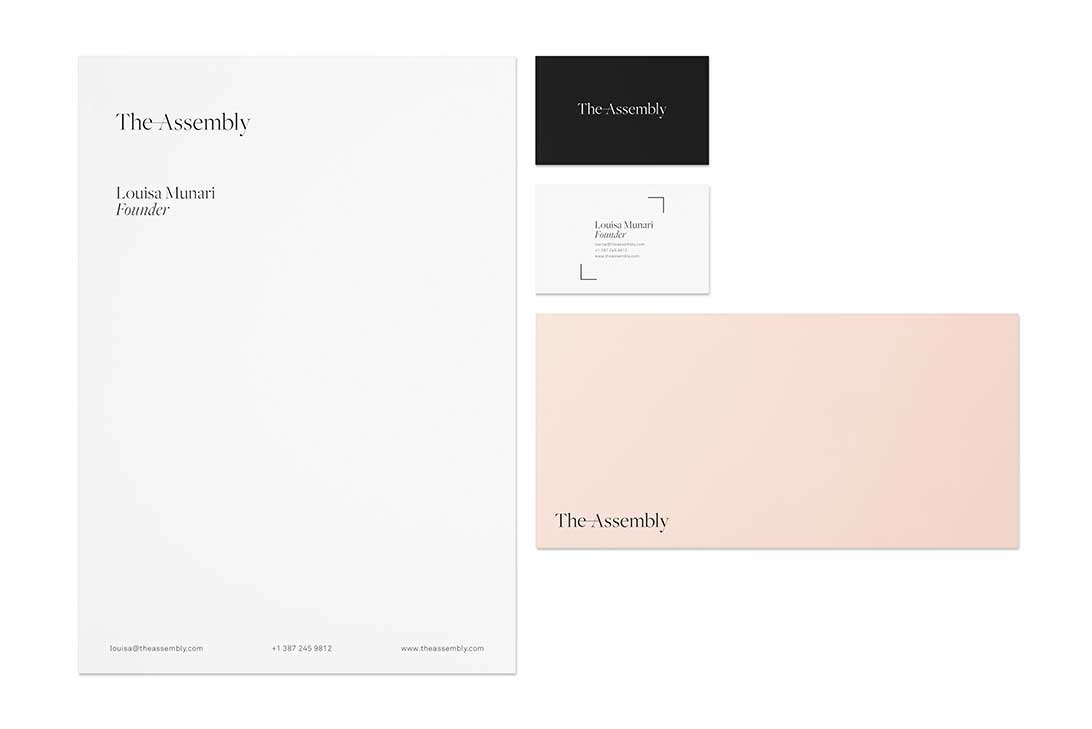 The Assembly
Louisa Munari
Founder
louisa@theassembly.com
+1 387 245 9812
www.theassembly.com
The Assembly
Louisa Munari
Founder
louisa@theassembly.com
+1 387 245 9812
www.theassembly.com
The Assembly